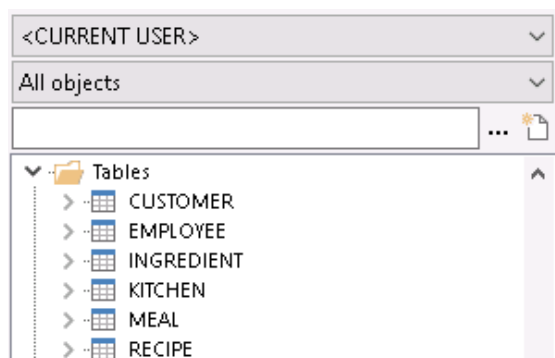 <CURRENT USER>
All objects
...
Tables
CUSTOMER
EMPLOYEE
INGREDIENT
KITCHEN
MEAL
RECIPE